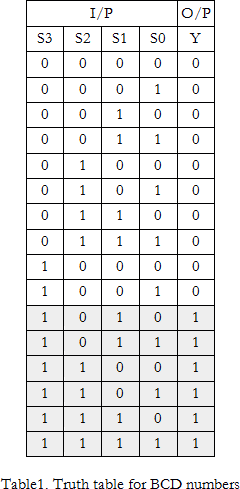 I/P O/P
S3 S2 S1 S0 Y
0 0 0 0 0
0 0 0 1 0
0 0 1 0 0
0 0 1 1 0
0 1 0 0 0
0 1 0 1 0
0 1 1 0 0
0 1 1 1 0
1 0 0 0 0
1 0 0 1 0
1 0 1 0 1
1 0 1 1 1
1 1 0 0 1
1 1 0 1 1
1 1 1 0 1
1 1 1 1 1
Table1. Truth table for BCD numbers